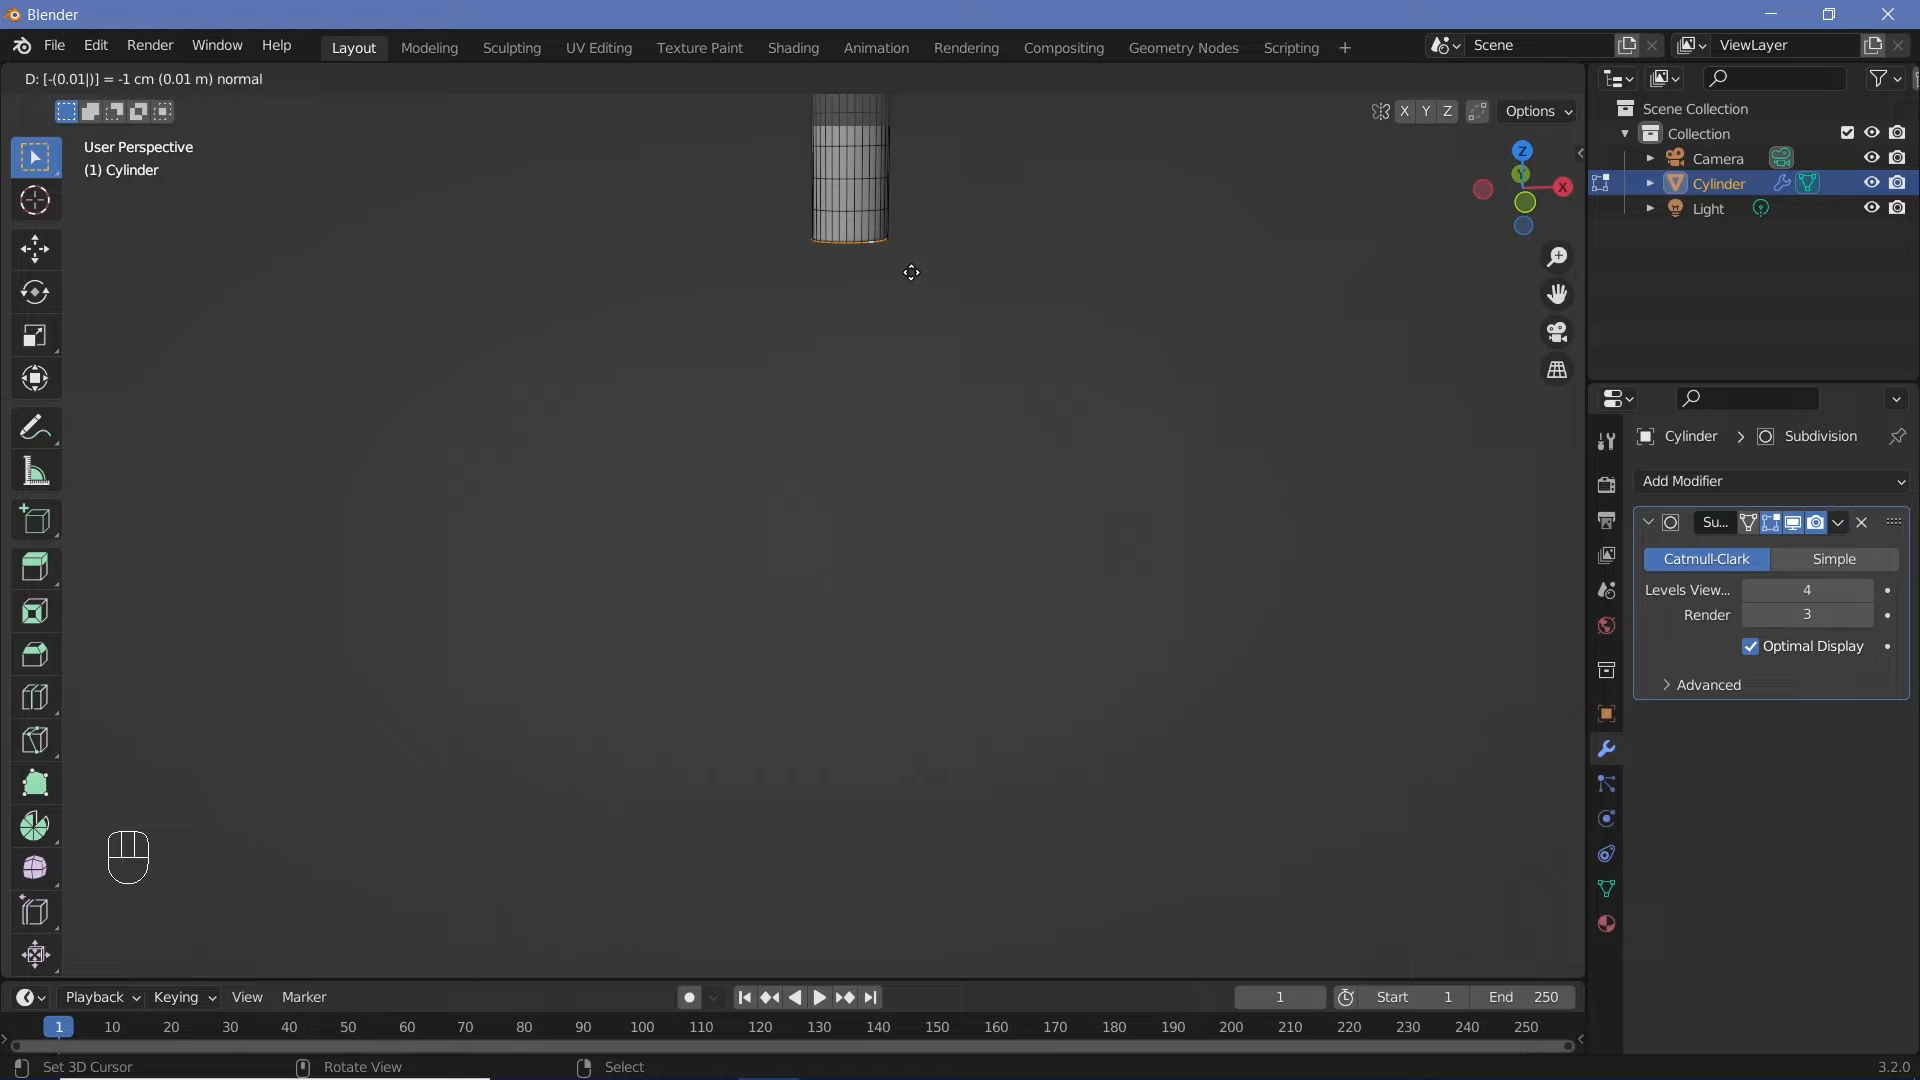 Blender
File Edit Render Window Help Layout Modeling Sculpting UV Editing Texture Paint Shading Animation Rendering Compositing Geometry Nodes Scripting + Scene ViewLayer
D: [-(0.01|)] = -1 cm (0.01 m) normal
X Y Z Options
User Perspective
(1) Cylinder
Z
Y
X
Scene Collection
Collection
Camera
Cylinder
Light
Cylinder > Subdivision
Add Modifier
Su...
Catmull-Clark Simple
Levels View... 4
Render 3
Optimal Display
Advanced
Playback Keying View Marker 1 Start 1 End 250
1 10 20 30 40 50 60 70 80 90 100 110 120 130 140 150 160 170 180 190 200 210 220 230 240 250
Set 3D Cursor Rotate View Select 3.2.0